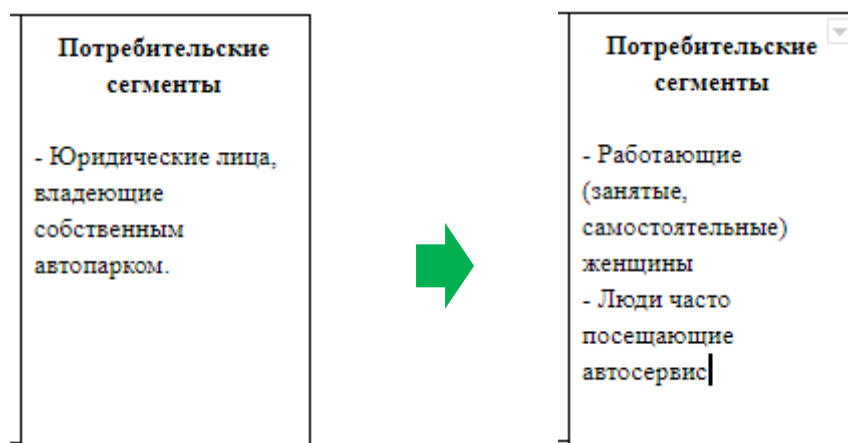 Потребительские
сегменты
- Юридические лица,
владеющие
собственным
автопарком.
Потребительские
сегменты
- Работающие
(занятые,
самостоятельные)
женщины
- Люди часто
посещающие
автосервис